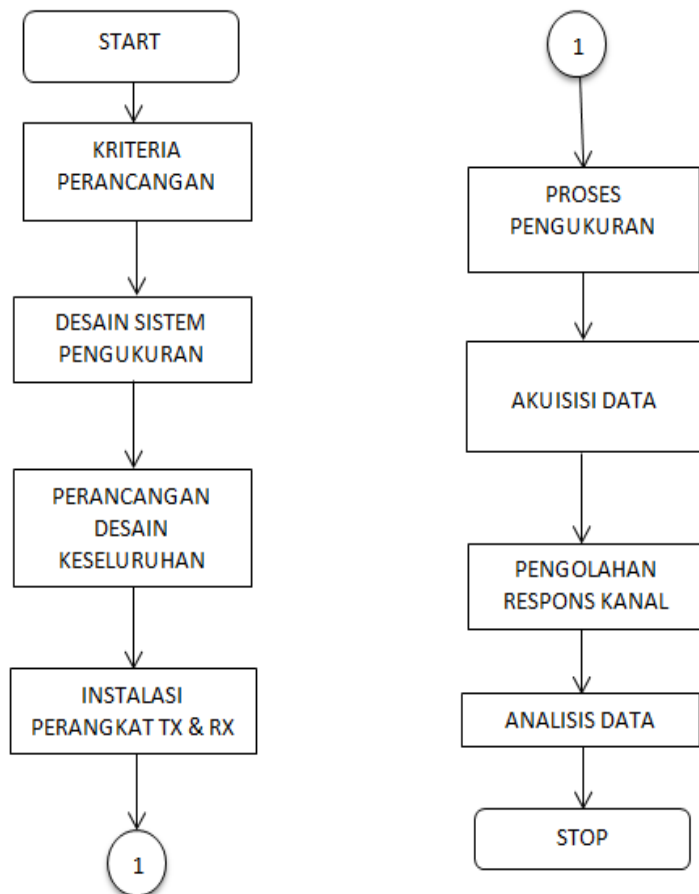 START
KRITERIA
PERANCANGAN
DESAIN SISTEM
PENGUKURAN
PERANCANGAN
DESAIN
KESELURUHAN
INSTALASI
PERANGKAT TX & RX
1
1
PROSES
PENGUKURAN
AKUISISI DATA
PENGOLAHAN
RESPONS KANAL
ANALISIS DATA
STOP